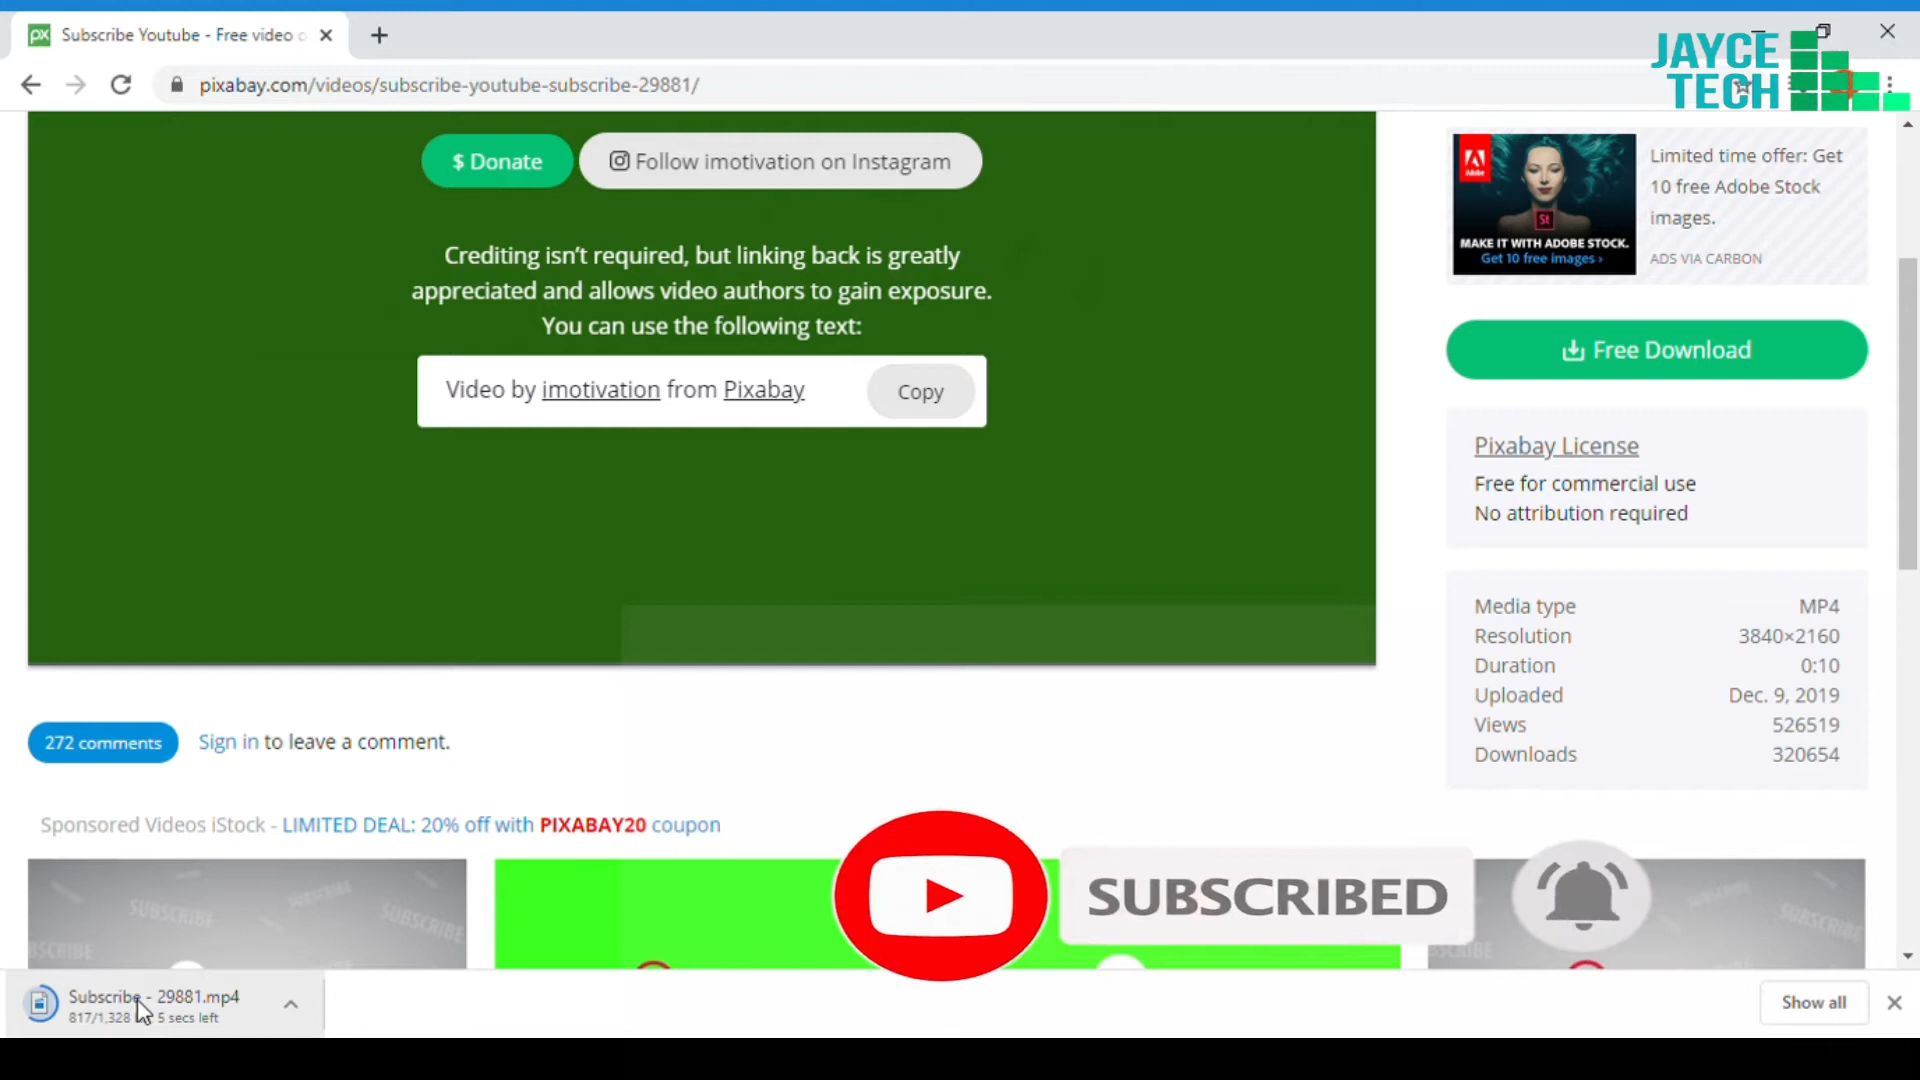 Subscribe Youtube - Free video o
JAYCE
TECH
pixabay.com/videos/subscribe-youtube-subscribe-29881/
$ Donate
Follow imotivation on Instagram
Crediting isn't required, but linking back is greatly
appreciated and allows video authors to gain exposure.
You can use the following text:
Video by imotivation from Pixabay
Copy
MAKE IT WITH ADOBE STOCK.
Get 10 free images ›
Adobe
St
Limited time offer: Get
10 free Adobe Stock
images.
ADS VIA CARBON
Free Download
Pixabay License
Free for commercial use
No attribution required
Media type MP4
Resolution 3840×2160
Duration 0:10
Uploaded Dec. 9, 2019
Views 526519
Downloads 320654
272 comments
Sign in to leave a comment.
Sponsored Videos iStock - LIMITED DEAL: 20% off with PIXABAY20 coupon
SUBSCRIBE
SUBSCRIBE
SUBSCRIBE
SUBSCRIBED
SUBSCRIBE
Subscribe - 29881.mp4
817/1,328 5 secs left
Show all